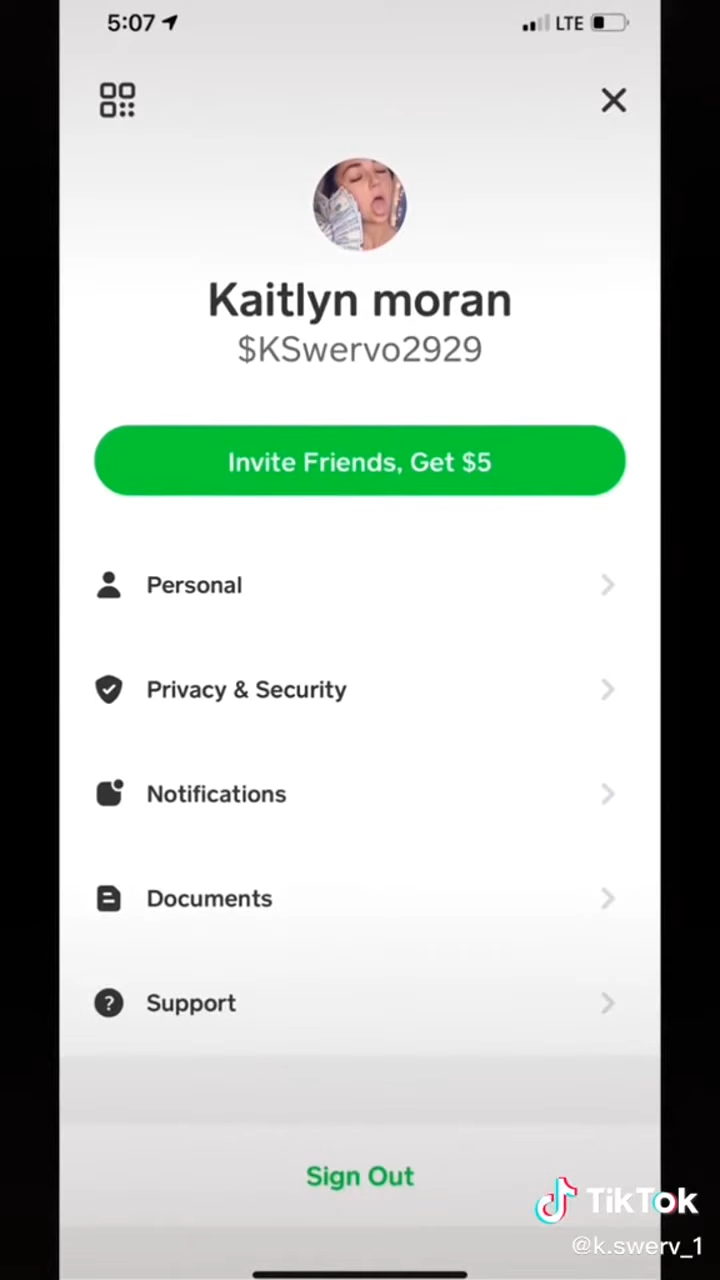 5:07
LTE
Kaitlyn moran
$KSwervo2929
Invite Friends, Get $5
Personal
Privacy & Security
Notifications
Documents
? Support
Sign Out
TikTok
@k.swerv_1